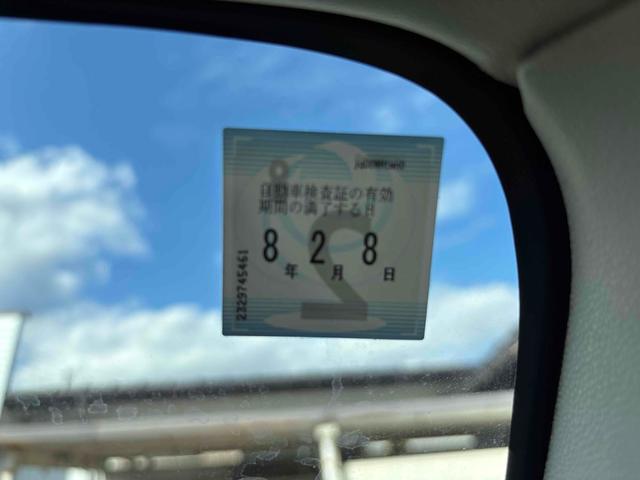 自動車検査証の有効
期間の満了する日
8年2月8日
2329745461